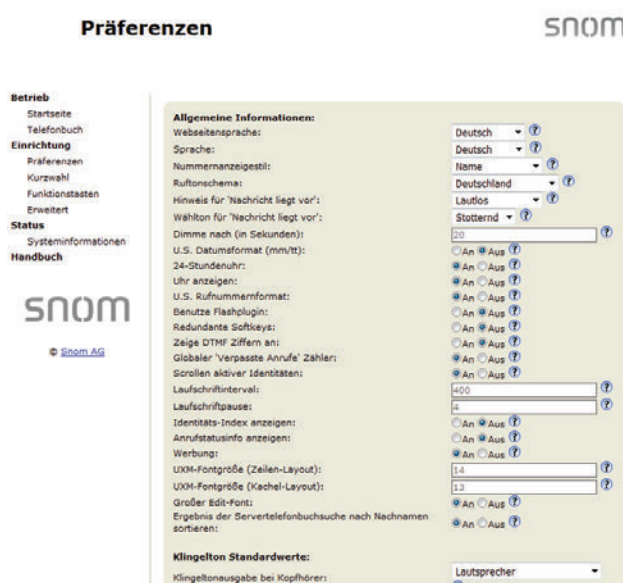 Präferenzen
snom
Betrieb
Startseite
Telefonbuch
Einrichtung
Präferenzen
Kurzwahl
Funktionstasten
Erweitert
Status
Systeminformationen
Handbuch
snom
© Snom AG
Allgemeine Informationen:
Webseitensprache: Deutsch
Sprache: Deutsch
Nummernanzeigestil: Name
Ruftonschema: Deutschland
Hinweis für 'Nachricht liegt vor': Lautlos
Wählton für 'Nachricht liegt vor': Stotternd
Dimme nach (in Sekunden): 20
U.S. Datumsformat (mm/tt): An Aus
24-Stundenuhr: An Aus
Uhr anzeigen: An Aus
U.S. Rufnummernformat: An Aus
Benutze Flashplugin: An Aus
Redundante Softkeys: An Aus
Zeige DTMF Ziffern an: An Aus
Globaler 'Verpasste Anrufe' Zähler: An Aus
Scrollen aktiver Identitäten: An Aus
Laufschriftinterval: 400
Laufschriftpause: 4
Identitäts-Index anzeigen: An Aus
Anrufstatusinfo anzeigen: An Aus
Werbung: An Aus
UXM-Fontgröße (Zeilen-Layout): 14
UXM-Fontgröße (Kachel-Layout): 13
Großer Edit-Font: An Aus
Ergebnis der Servertelefonbuchsuche nach Nachnamen
sortieren: An Aus
Klingelton Standardwerte:
Klingeltonausgabe bei Kopfhörer: Lautsprecher